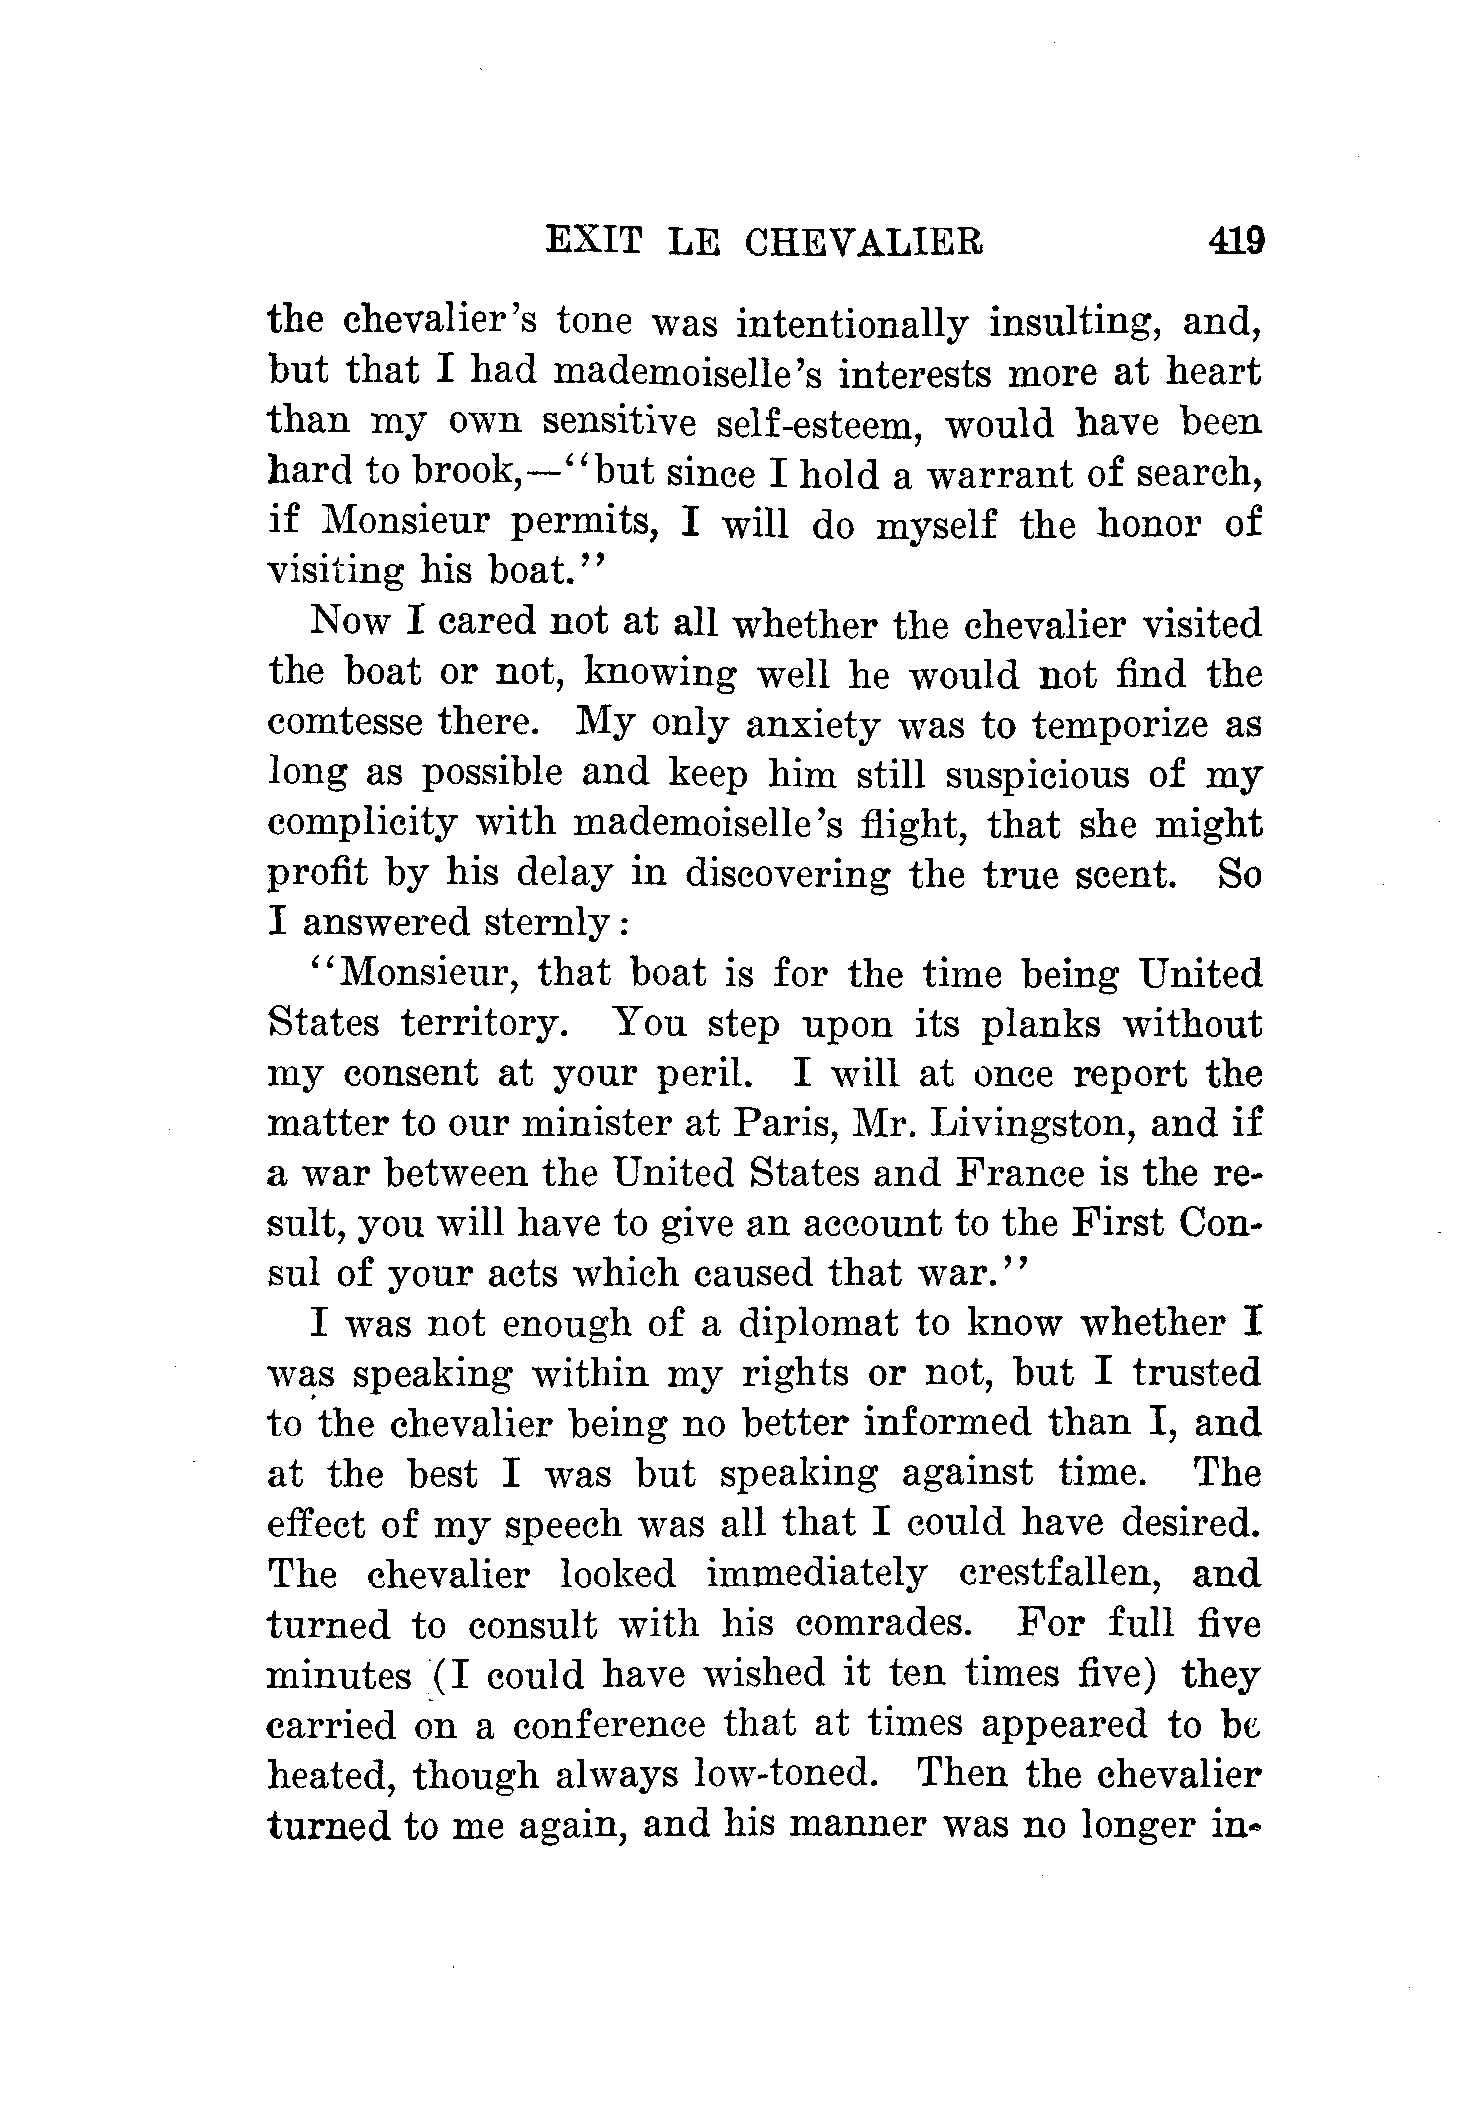 EXIT LE CHEVALIER 419
the chevalier's tone was intentionally insulting, and,
but that I had mademoiselle's interests more at heart
than my own sensitive self-esteem, would have been
hard to brook,—"but since I hold a warrant of search,
if Monsieur permits, I will do myself the honor of
visiting his boat."
Now I cared not at all whether the chevalier visited
the boat or not, knowing well he would not find the
comtesse there. My only anxiety was to temporize as
long as possible and keep him still suspicious of my
complicity with mademoiselle's flight, that she might
profit by his delay in discovering the true scent. So
I answered sternly:
"Monsieur, that boat is for the time being United
States territory. You step upon its planks without
my consent at your peril. I will at once report the
matter to our minister at Paris, Mr. Livingston, and if
a war between the United States and France is the re-
sult, you will have to give an account to the First Con-
sul of your acts which caused that war."
I was not enough of a diplomat to know whether I
was speaking within my rights or not, but I trusted
to the chevalier being no better informed than I, and
at the best I was but speaking against time. The
effect of my speech was all that I could have desired.
The chevalier looked immediately crestfallen, and
turned to consult with his comrades. For full five
minutes (I could have wished it ten times five) they
carried on a conference that at times appeared to be
heated, though always low-toned. Then the chevalier
turned to me again, and his manner was no longer in-